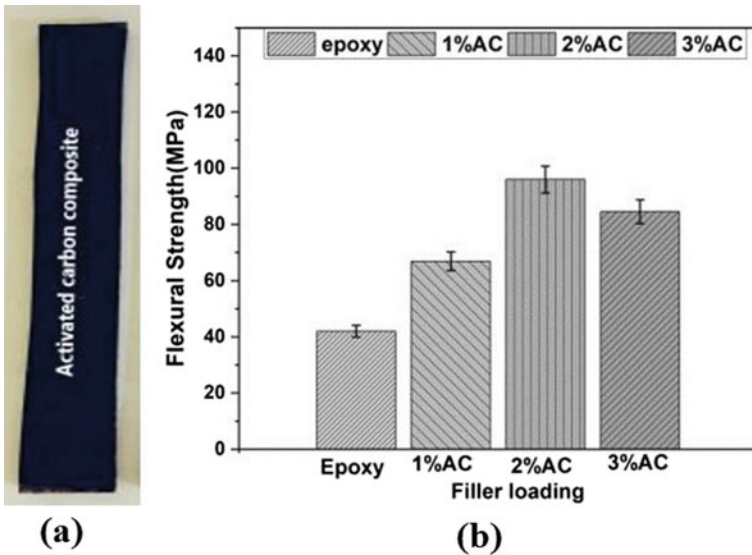 Activated carbon composite
(a)
epoxy 1%AC 2%AC 3%AC
Flexural Strength(MPa)
140
120
100
80
60
40
20
0
Epoxy 1%AC 2%AC 3%AC
Filler loading
(b)